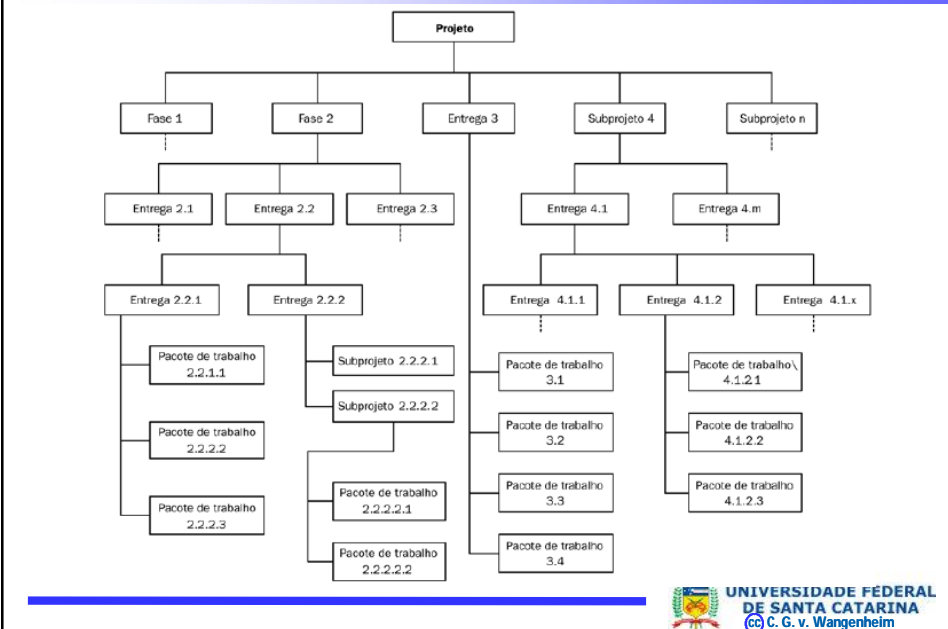 Projeto
Fase 1
Fase 2
Entrega 3
Subprojeto 4
Subprojeto n
Entrega 2.1
Entrega 2.2
Entrega 2.3
Entrega 4.1
Entrega 4.m
Entrega 2.2.1
Entrega 2.2.2
Entrega 4.1.1
Entrega 4.1.2
Entrega 4.1.x
Pacote de trabalho
2.2.1.1
Pacote de trabalho
2.2.2.2
Pacote de trabalho
2.2.2.3
Subprojeto 2.2.2.1
Subprojeto 2.2.2.2
Pacote de trabalho
2.2.2.2.1
Pacote de trabalho
2.2.2.2.2
Pacote de trabalho
3.1
Pacote de trabalho
3.2
Pacote de trabalho
3.3
Pacote de trabalho
3.4
Pacote de trabalho\
4.1.2.1
Pacote de trabalho
4.1.2.2
Pacote de trabalho
4.1.2.3
UNIVERSIDADE FEDERAL
DE SANTA CATARINA
(cc) C. G. v. Wangenheim